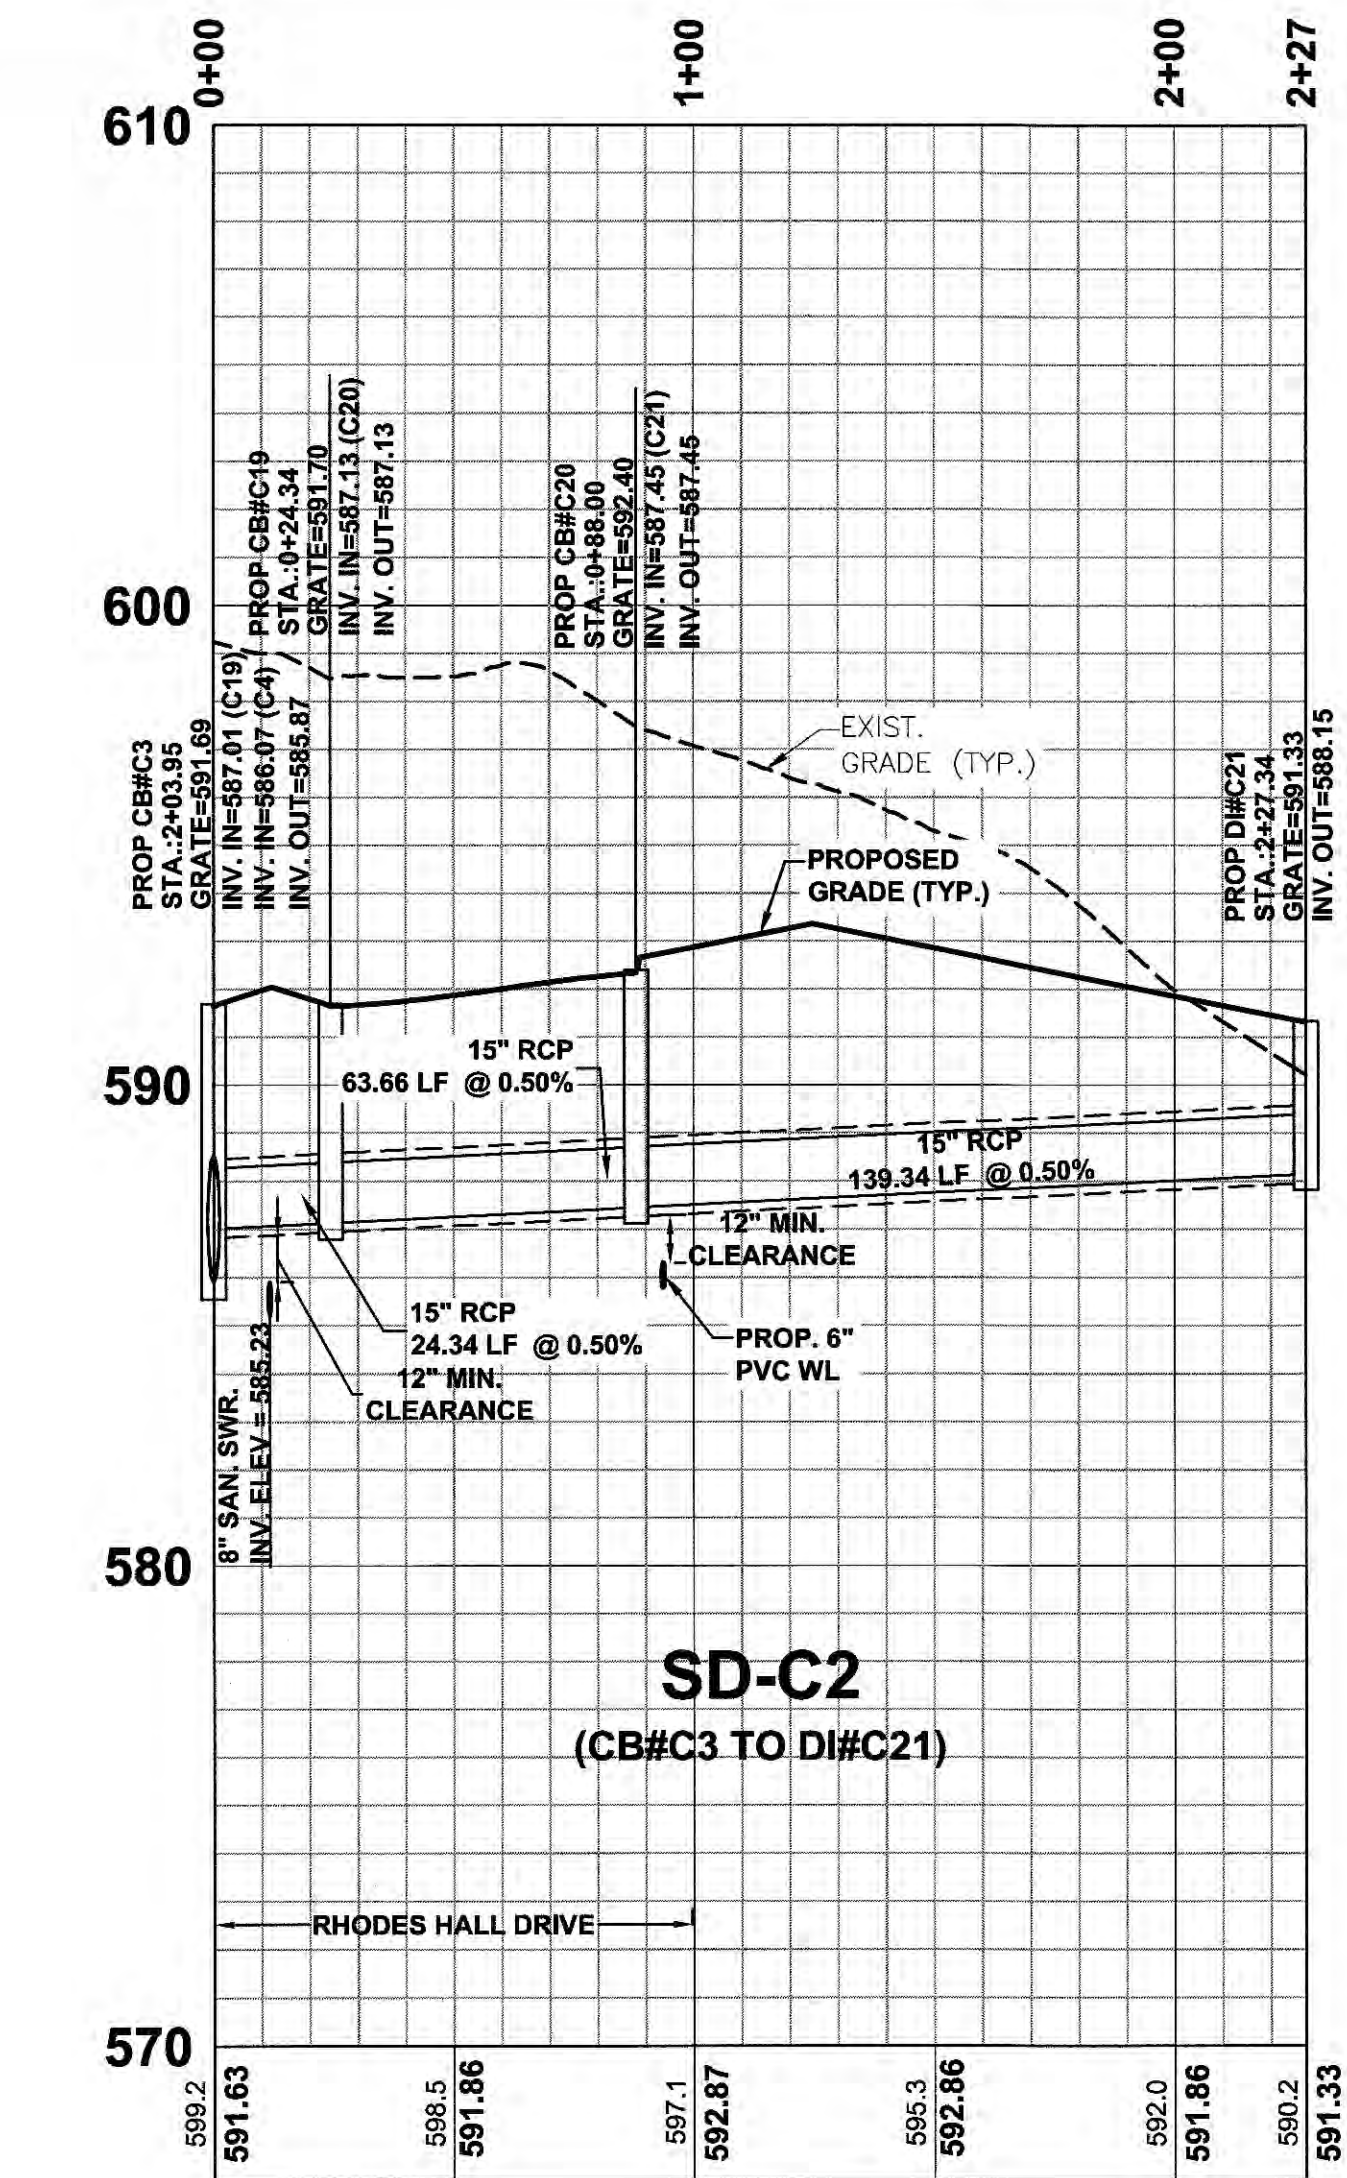 0+00
1+00
2+00
2+27
610
600
590
580
570
PROP CB#C3
STA.:2+03.95
GRATE=591.69
INV. IN=587.01 (C19)
INV. IN=586.07 (C4)
INV. OUT=585.87
PROP CB#C19
STA.:0+24.34
GRATE=591.70
INV. IN=587.13 (C20)
INV. OUT=587.13
PROP CB#C20
STA.:0+88.00
GRATE=592.40
INV. IN=587.45 (C21)
INV. OUT=587.45
EXIST.
GRADE (TYP.)
PROPOSED
GRADE (TYP.)
PROP DI#C21
STA.:2+27.34
GRATE=591.33
INV. OUT=588.15
15" RCP
63.66 LF @ 0.50%
15" RCP
139.34 LF @ 0.50%
12" MIN.
CLEARANCE
15" RCP
24.34 LF @ 0.50%
12" MIN.
CLEARANCE
PROP. 6"
PVC WL
8" SAN. SWR.
INV. ELEV = 585.23
SD-C2
(CB#C3 TO DI#C21)
RHODES HALL DRIVE
599.2
591.63
598.5
591.86
597.1
592.87
595.3
592.86
592.0
591.86
590.2
591.33